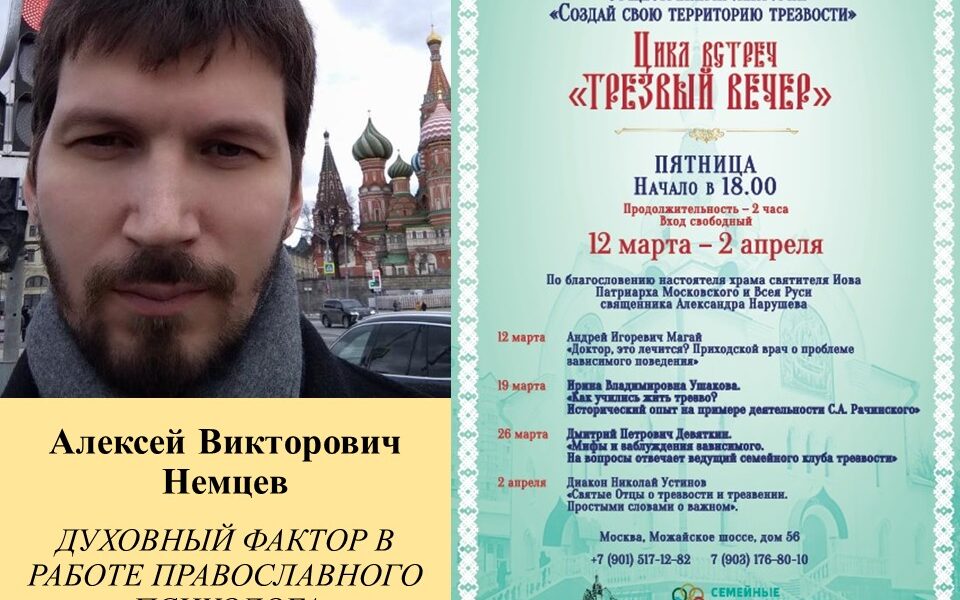 Алексей Викторович
Немцев
ДУХОВНЫЙ ФАКТОР В
РАБОТЕ ПРАВОСЛАВНОГО
«Создай свою территорию трезвости»
Цикл встреч
«ТРЕЗВЫЙ ВЕЧЕР»
ПЯТНИЦА
Начало в 18.00
Продолжительность – 2 часа
Вход свободный
12 марта – 2 апреля
По благословению настоятеля храма святителя Иова
Патриарха Московского и Всея Руси
священника Александра Нарушева
12 марта Андрей Игоревич Магай
«Доктор, это лечится? Приходской врач о проблеме
зависимого поведения»
19 марта Ирина Владимировна Ушакова.
«Как учились жить трезво?
Исторический опыт на примере деятельности С.А. Рачинского»
26 марта Дмитрий Петрович Девяткин.
«Мифы и заблуждения зависимого.
На вопросы отвечает ведущий семейного клуба трезвости»
2 апреля Диакон Николай Устинов
«Святые Отцы о трезвости и трезвении.
Простыми словами о важном».
Москва, Можайское шоссе, дом 56
+7 (901) 517-12-82 7 (903) 176-80-10
СЕМЕЙНЫЕ